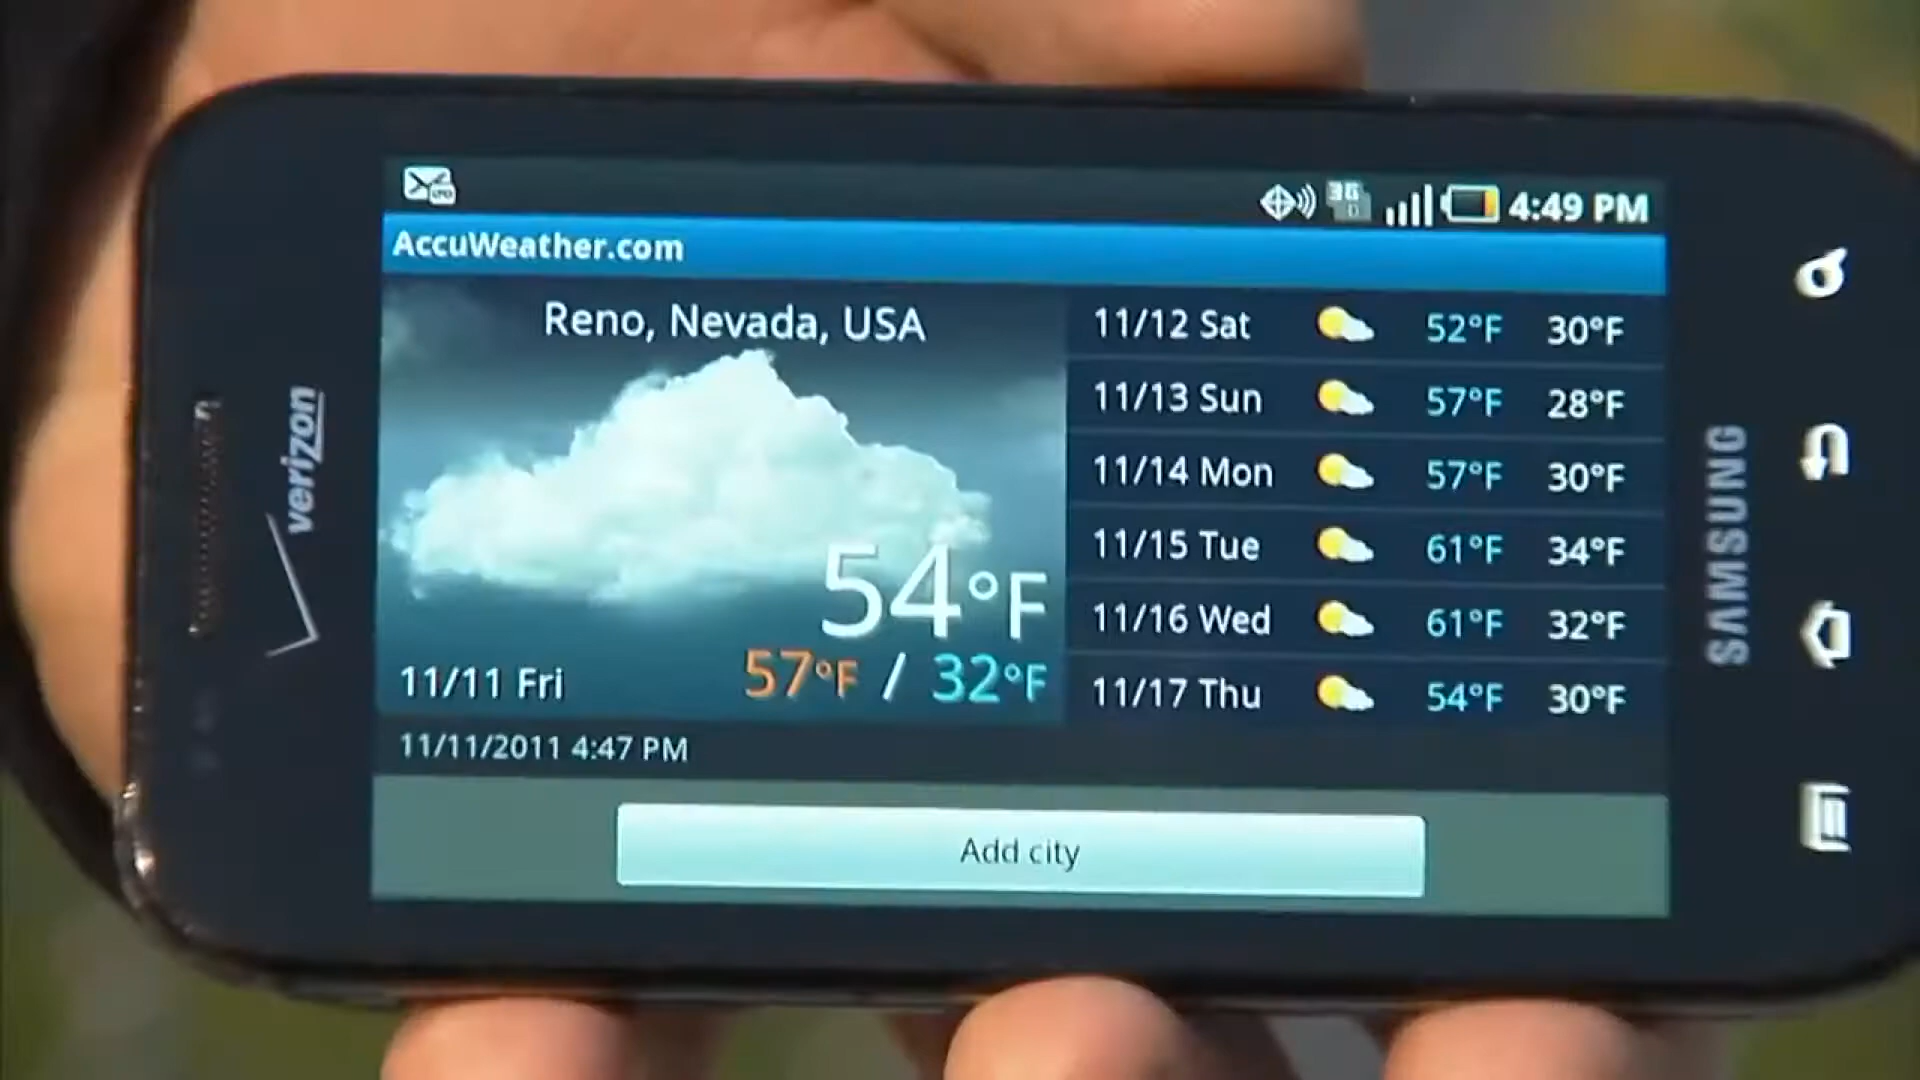 3G
4:49 PM
AccuWeather.com
Reno, Nevada, USA
54°F
11/11 Fri
57°F / 32°F
11/11/2011 4:47 PM
11/12 Sat 52°F 30°F
11/13 Sun 57°F 28°F
11/14 Mon 57°F 30°F
11/15 Tue 61°F 34°F
11/16 Wed 61°F 32°F
11/17 Thu 54°F 30°F
Add city
verizon
SAMSUNG